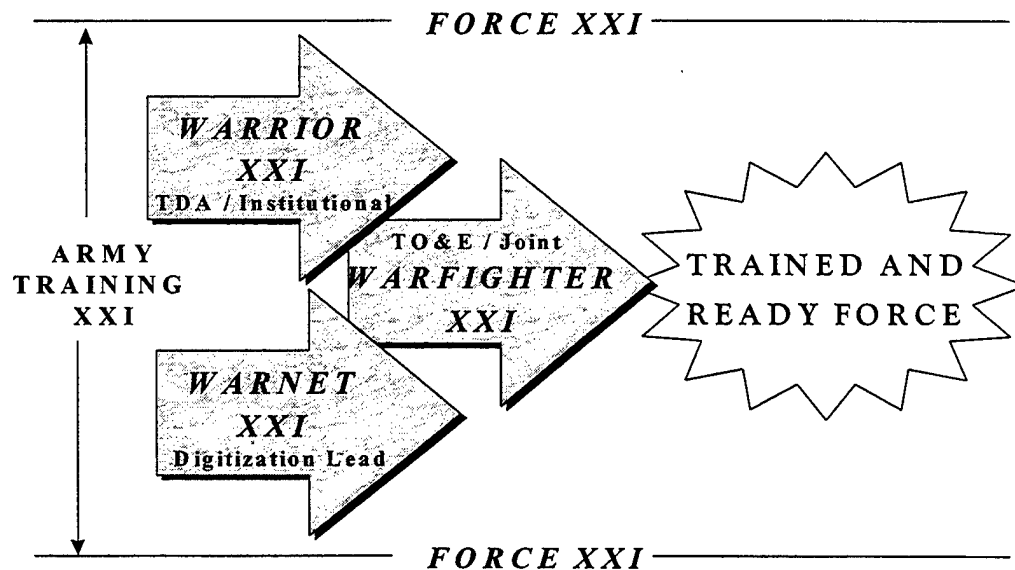 FORCE XXI
WARRIOR
XXI
TDA / Institutional
ARMY
TRAINING
XXI
TO&E / Joint
WARFIGHTER
XXI
TRAINED AND
READY FORCE
WARNET
XXI
Digitization Lead
FORCE XXI